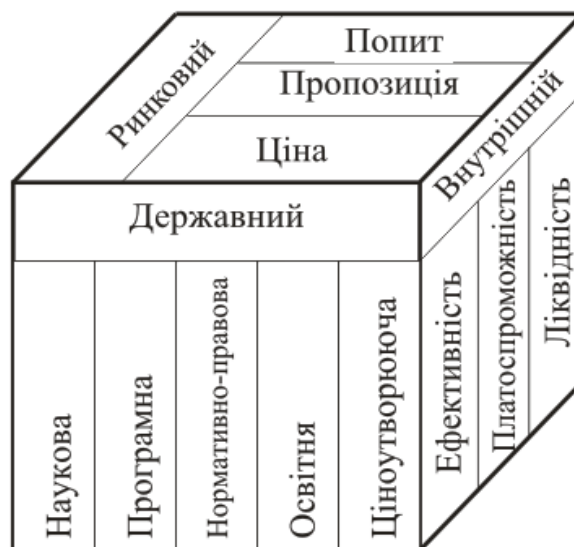 Ринковий
Попит
Пропозиція
Ціна
Державний
Внутрішній
Наукова
Програмна
Нормативно-правова
Освітня
Ціноутворююча
Ефективність
Платоспроможність
Ліквідність